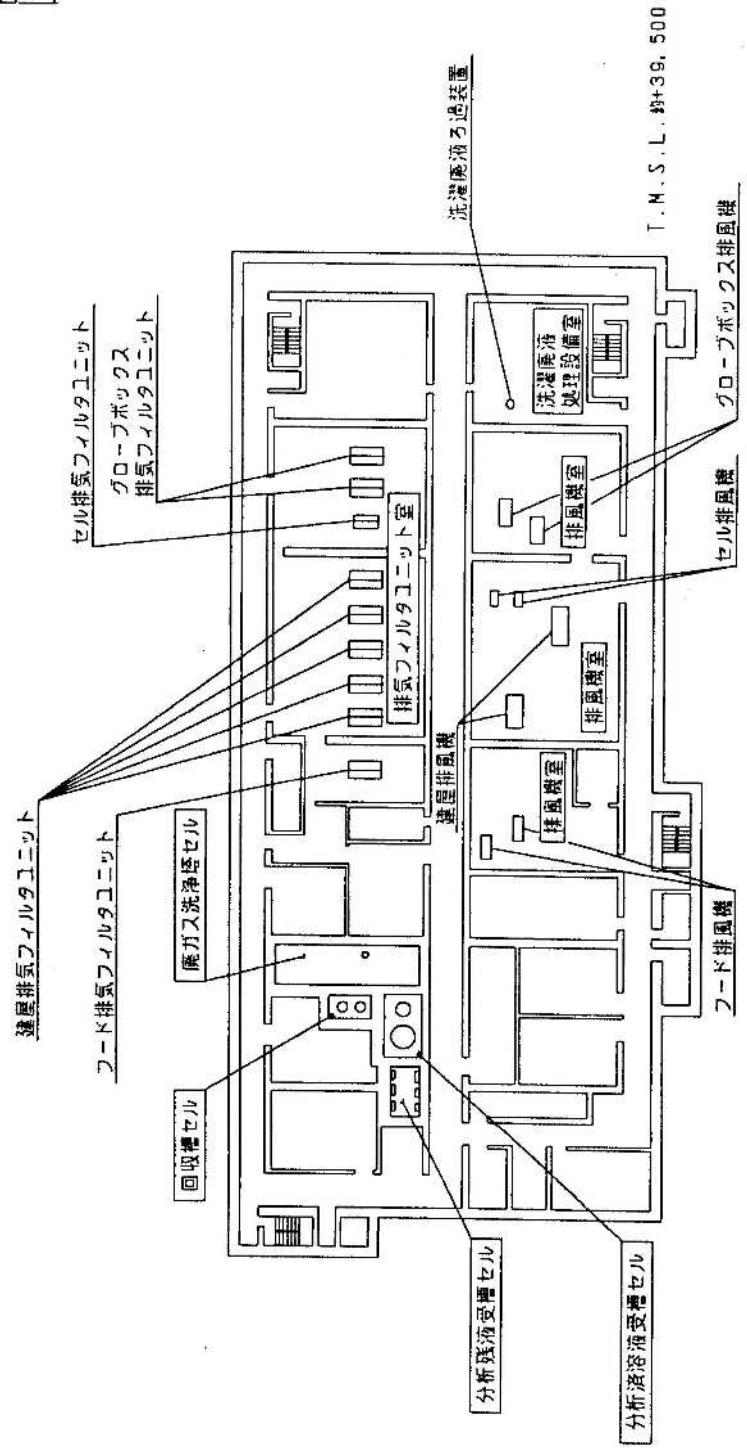 建屋排気フィルタユニット
フード排気フィルタユニット
セル排気フィルタユニット
グローブボックス
排気フィルタユニット
回収槽セル
廃ガス洗浄塔セル
排気フィルタユニット室
洗濯廃液ろ過装置
分析残液受槽セル
分析済溶液受槽セル
建屋排風機
排風機室
排風機室
排風機室
洗濯廃液
処理設備室
フード排風機
セル排風機
グローブボックス排風機
T.M.S.L.約+39,500